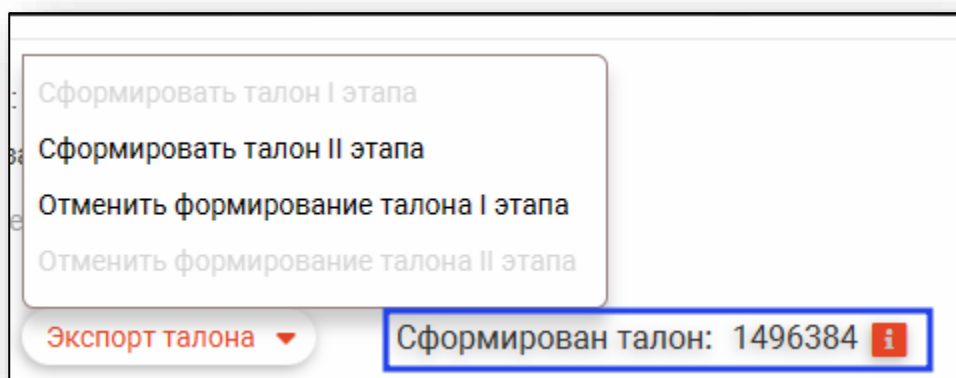 Сформировать талон I этапа
Сформировать талон II этапа
Отменить формирование талона I этапа
Отменить формирование талона II этапа
Экспорт талона
Сформирован талон: 1496384 i